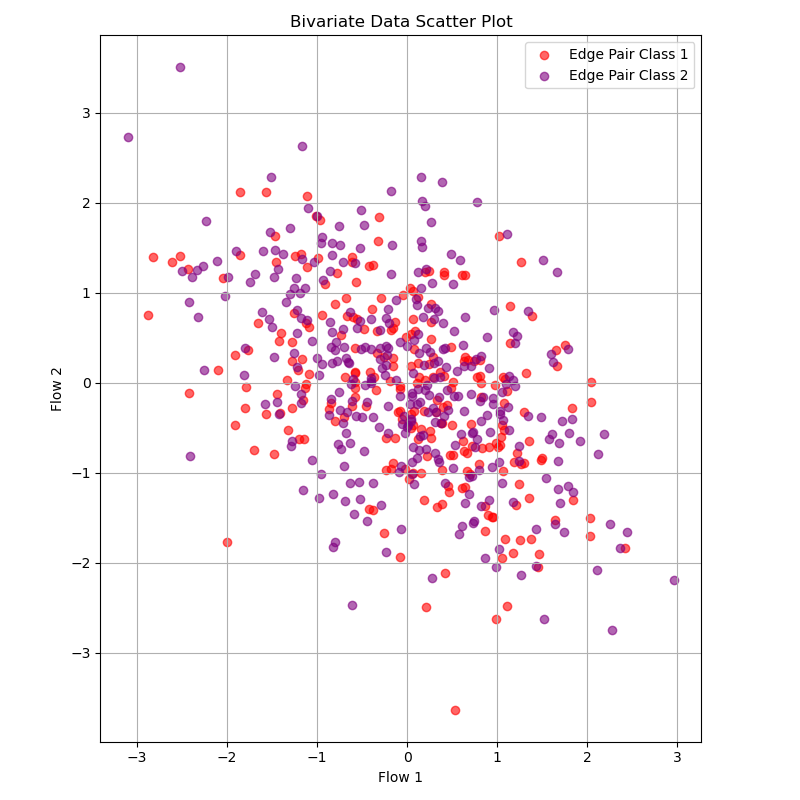 Bivariate Data Scatter Plot
Edge Pair Class 1
Edge Pair Class 2
Flow 2
3
2
1
0
−1
−2
−3
−3
−2
−1
0
1
2
3
Flow 1